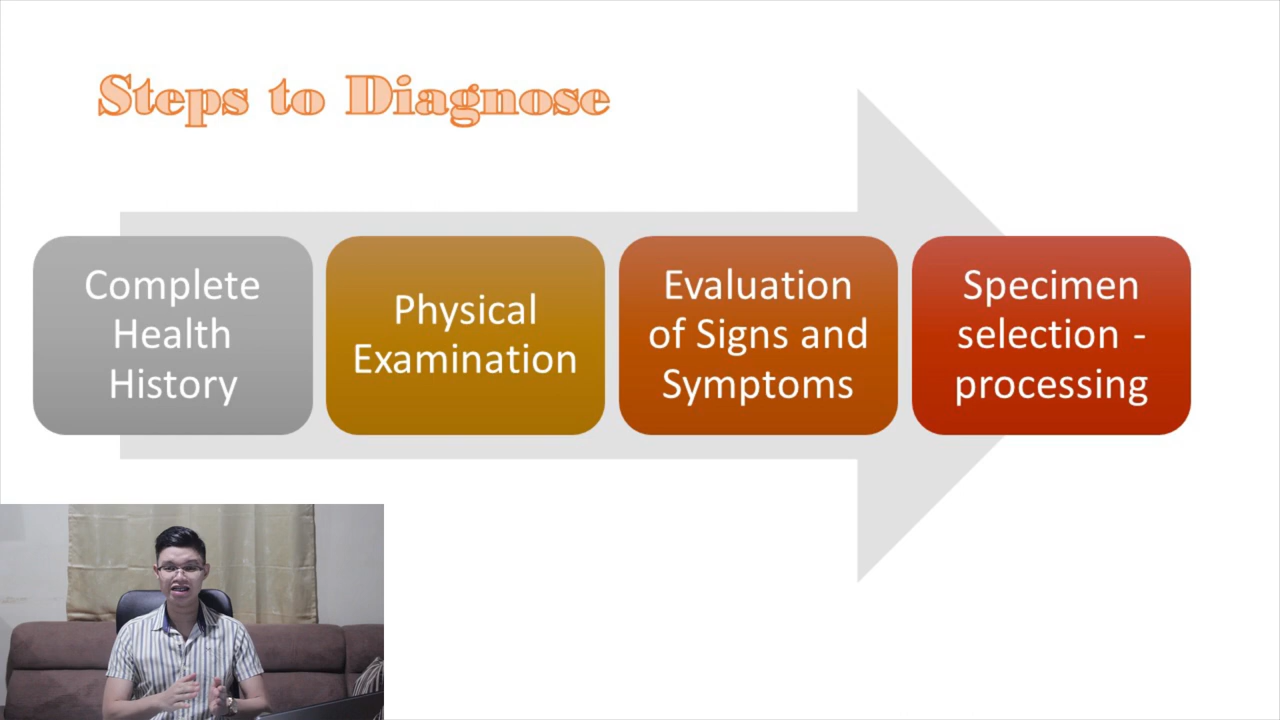 Steps to Diagnose
Complete
Health
History
Physical
Examination
Evaluation
of Signs and
Symptoms
Specimen
selection -
processing